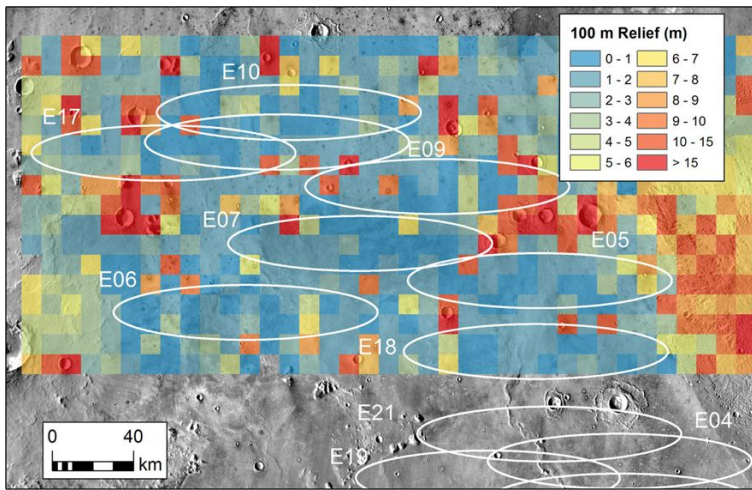 100 m Relief (m)
0 - 1
6 - 7
1 - 2
7 - 8
2 - 3
8 - 9
3 - 4
9 - 10
4 - 5
10 - 15
5 - 6
> 15
E10
E17
E09
E07
E05
E06
E18
E21
E04
E19
0 40
km